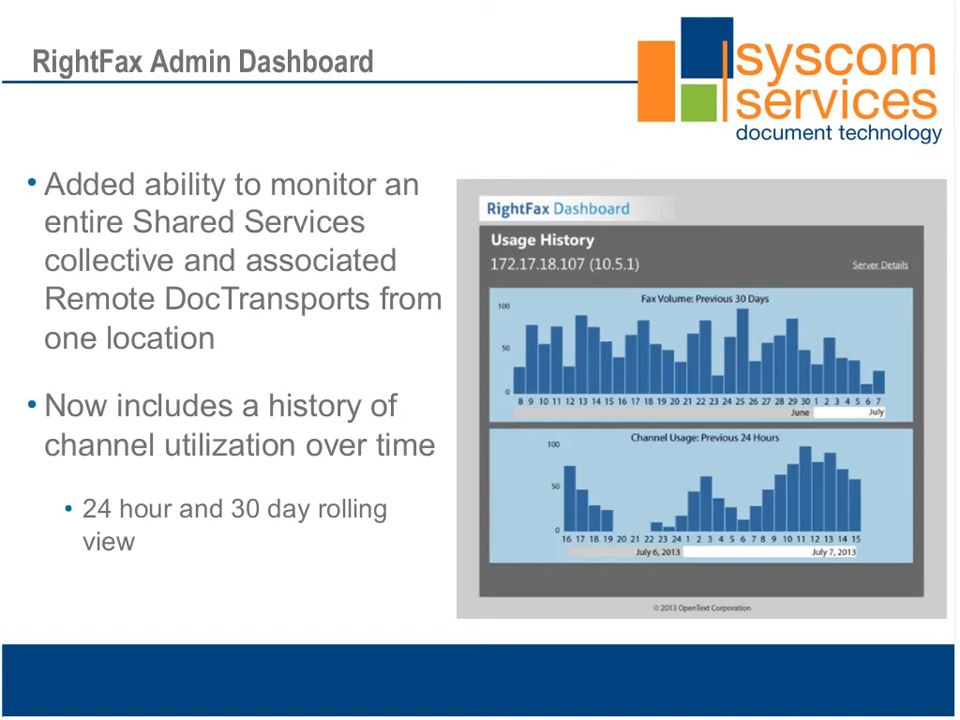 RightFax Admin Dashboard
syscom
services
document technology
• Added ability to monitor an
entire Shared Services
collective and associated
Remote DocTransports from
one location
• Now includes a history of
channel utilization over time
• 24 hour and 30 day rolling
view
RightFax Dashboard
Usage History
172.17.18.107 (10.5.1)
Server Details
Fax Volume: Previous 30 Days
100
50
0
8 9 10 11 12 13 14 15 16 17 18 19 20 21 22 23 24 25 26 27 28 29 30 1 2 3 4 5 6 7
June July
Channel Usage: Previous 24 Hours
100
50
0
16 17 18 19 20 21 22 23 24 1 2 3 4 5 6 7 8 9 10 11 12 13 14 15
July 6, 2013 July 7, 2013
© 2013 OpenText Corporation